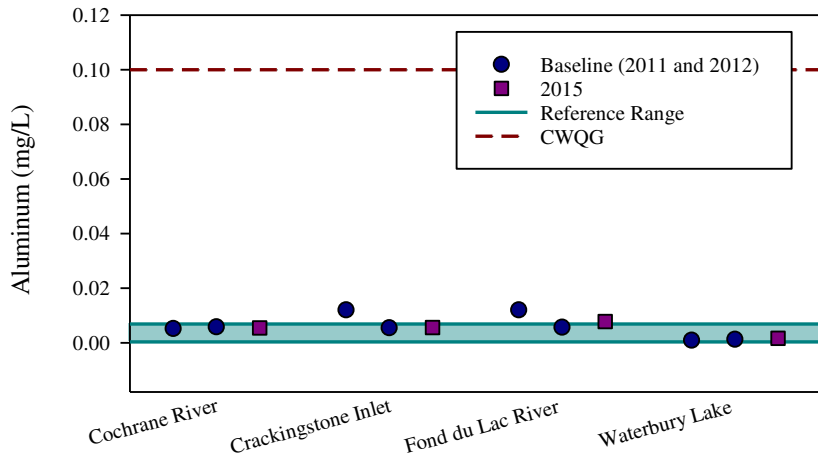 0.12
0.10
0.08
0.06
0.04
0.02
0.00
Aluminum (mg/L)
Baseline (2011 and 2012)
2015
Reference Range
CWQG
Cochrane River
Crackingstone Inlet
Fond du Lac River
Waterbury Lake